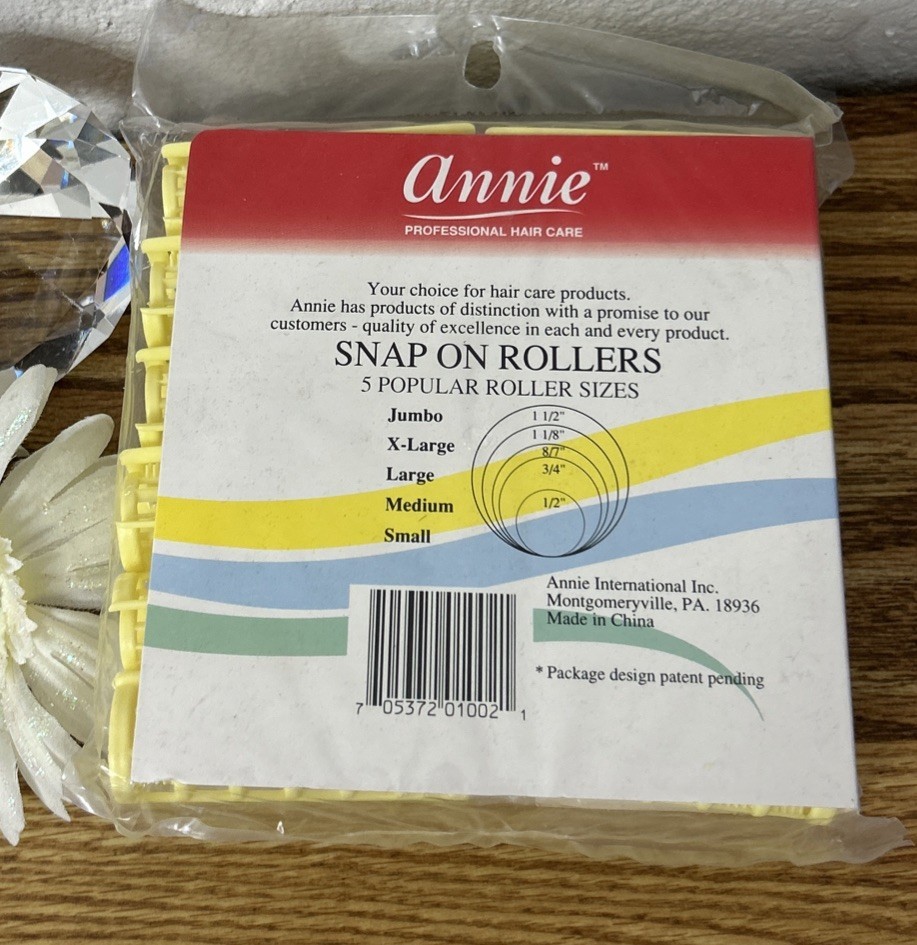 annie™
PROFESSIONAL HAIR CARE
Your choice for hair care products.
Annie has products of distinction with a promise to our
customers - quality of excellence in each and every product.
SNAP ON ROLLERS
5 POPULAR ROLLER SIZES
Jumbo 1 1/2"
X-Large 1 1/8"
8/7"
Large 3/4"
Medium 1/2"
Small
Annie International Inc.
Montgomeryville, PA. 18936
Made in China
* Package design patent pending
7 05372 01002 1